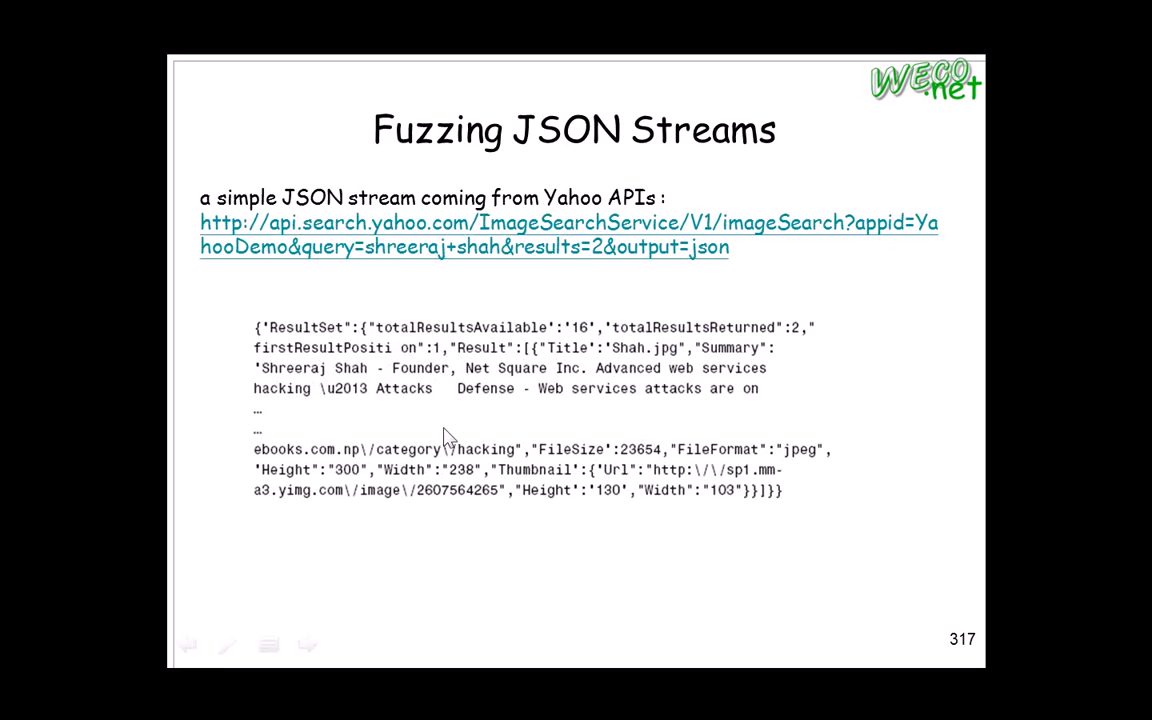 WECO
.net
Fuzzing JSON Streams
a simple JSON stream coming from Yahoo APIs :
http://api.search.yahoo.com/ImageSearchService/V1/imageSearch?appid=Ya
hooDemo&query=shreeraj+shah&results=2&output=json
{'ResultSet":{"totalResultsAvailable':'16','totalResultsReturned":2,"
firstResultPositi on":1,"Result":[{"Title':'Shah.jpg","Summary":
'Shreeraj Shah - Founder, Net Square Inc. Advanced web services
hacking \u2013 Attacks   Defense - Web services attacks are on
…
…
ebooks.com.np\/category\/hacking","FileSize':23654,"FileFormat":"jpeg",
'Height":"300","Width":"238","Thumbnail':{'Url":"http:\/\/sp1.mm-
a3.yimg.com\/image\/2607564265","Height':'130',"Width":"103"}}]}}
317